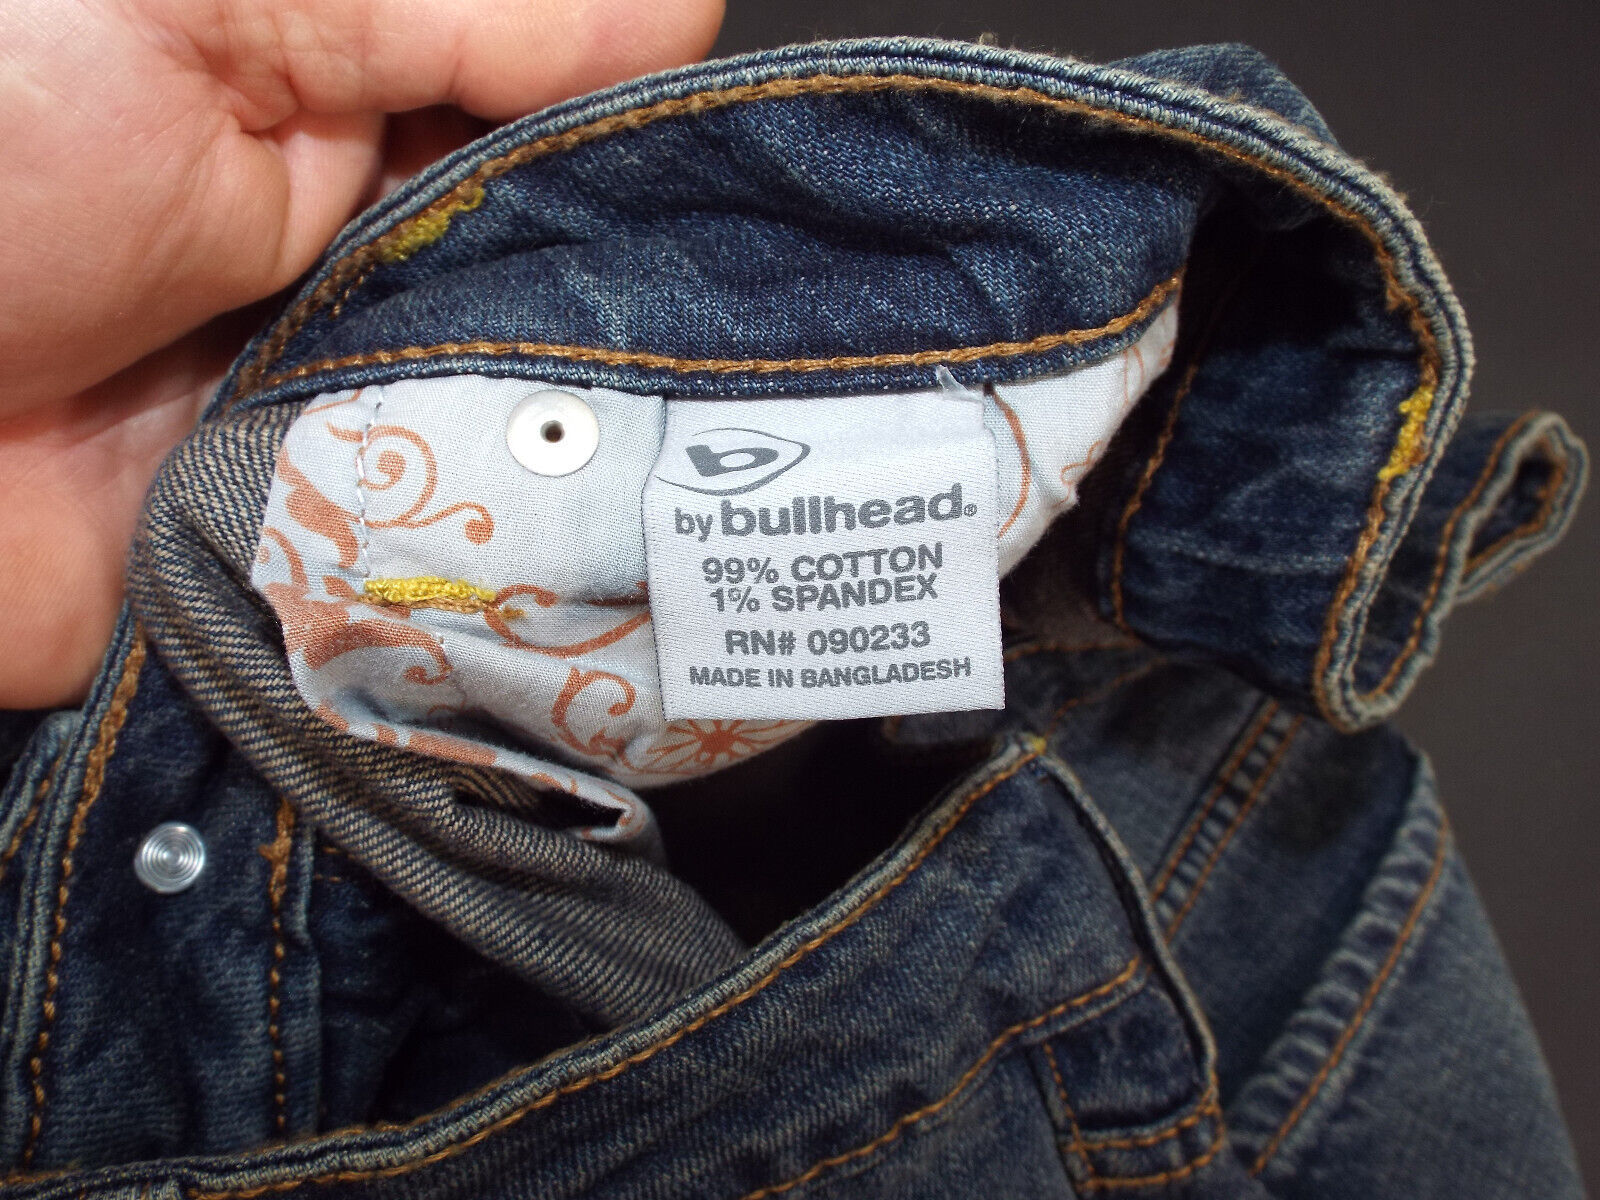 b
by bullhead®
99% COTTON
1% SPANDEX
RN# 090233
MADE IN BANGLADESH